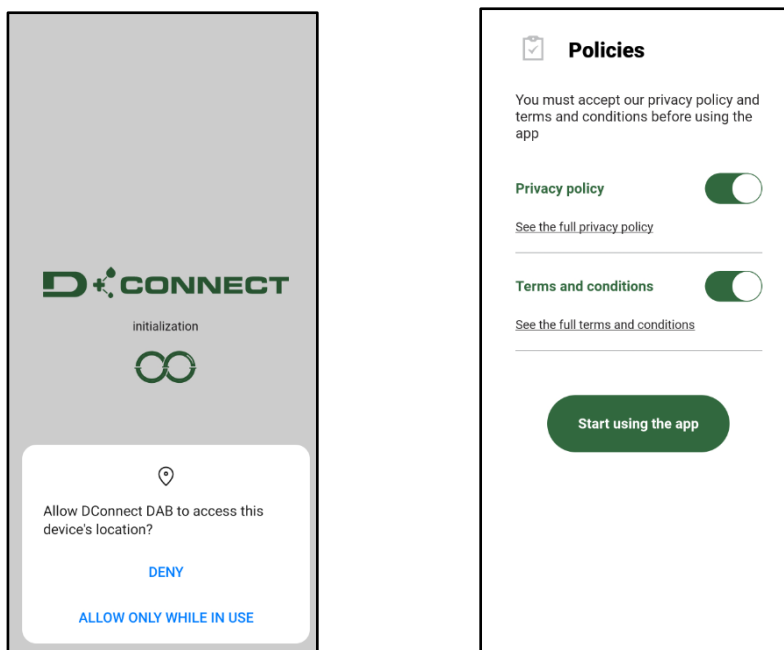 D+CONNECT
initialization
Allow DConnect DAB to access this
device's location?
DENY
ALLOW ONLY WHILE IN USE
Policies
You must accept our privacy policy and
terms and conditions before using the
app
Privacy policy
See the full privacy policy
Terms and conditions
See the full terms and conditions
Start using the app